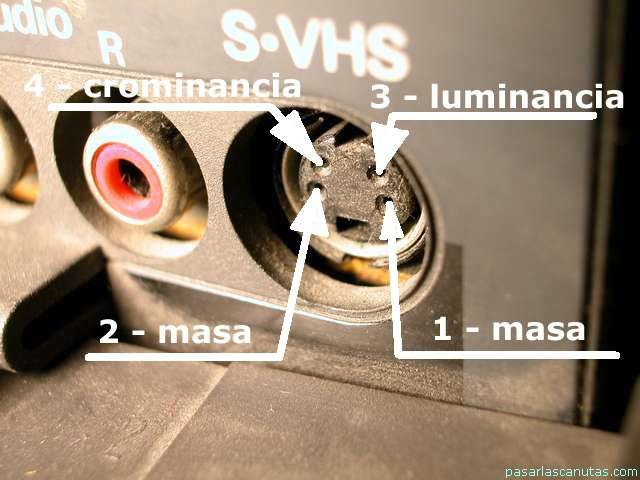 udio
R
S•VHS
4 - crominancia
3 - luminancia
2 - masa
1 - masa
pasarlascanutas.com